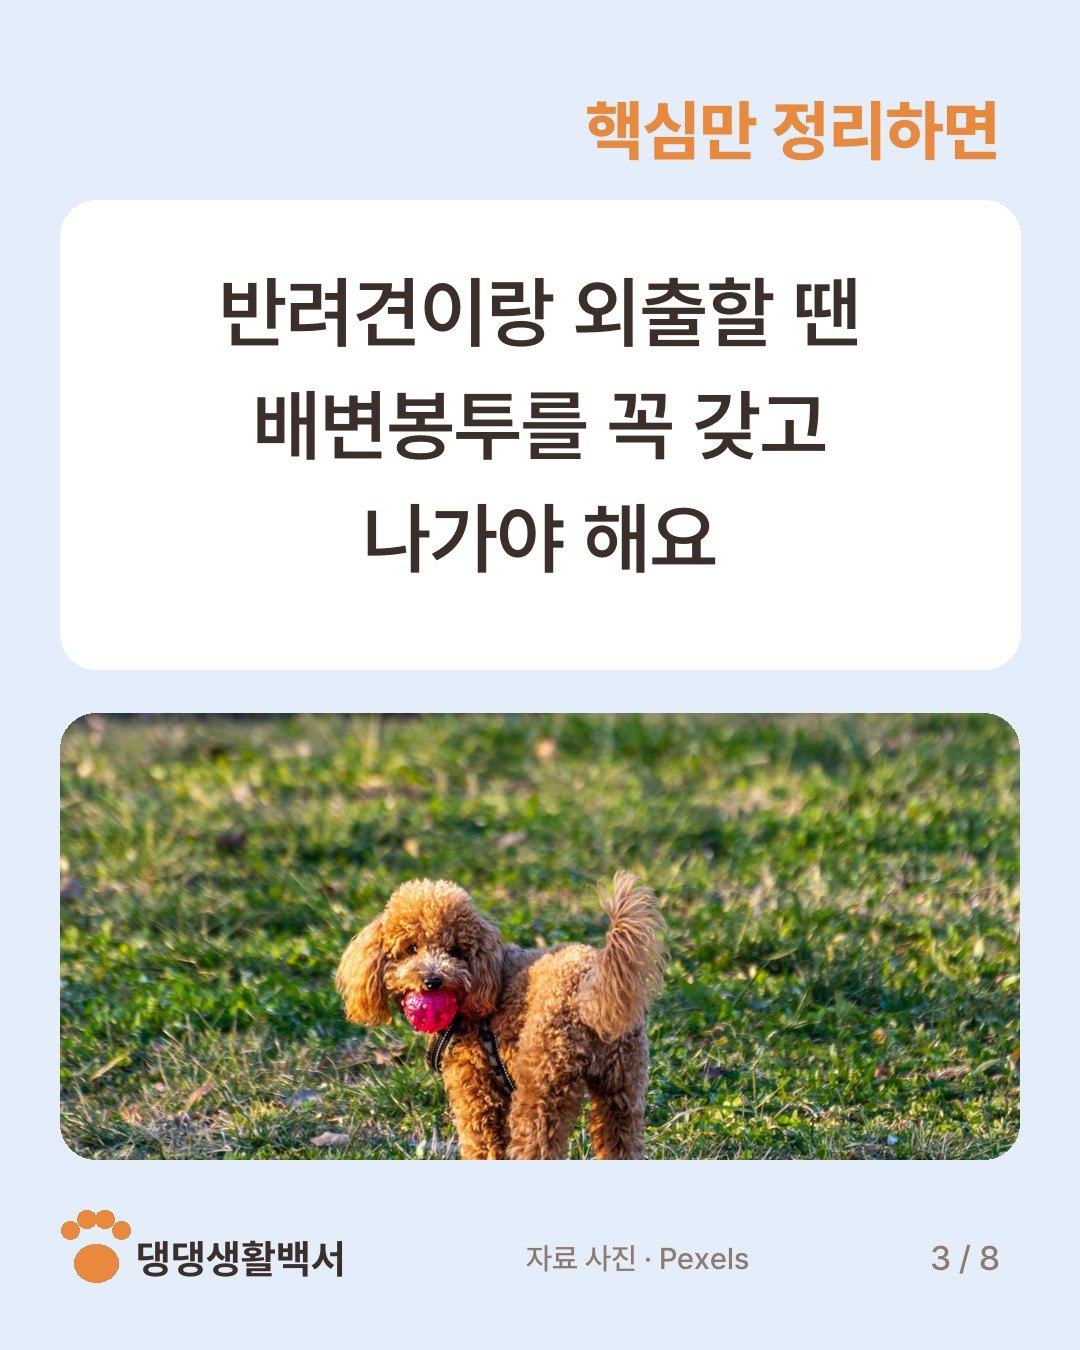 핵심만 정리하면
반려견이랑 외출할 땐
배변봉투를 꼭 갖고
나가야 해요
댕댕생활백서
자료 사진 · Pexels
3 / 8